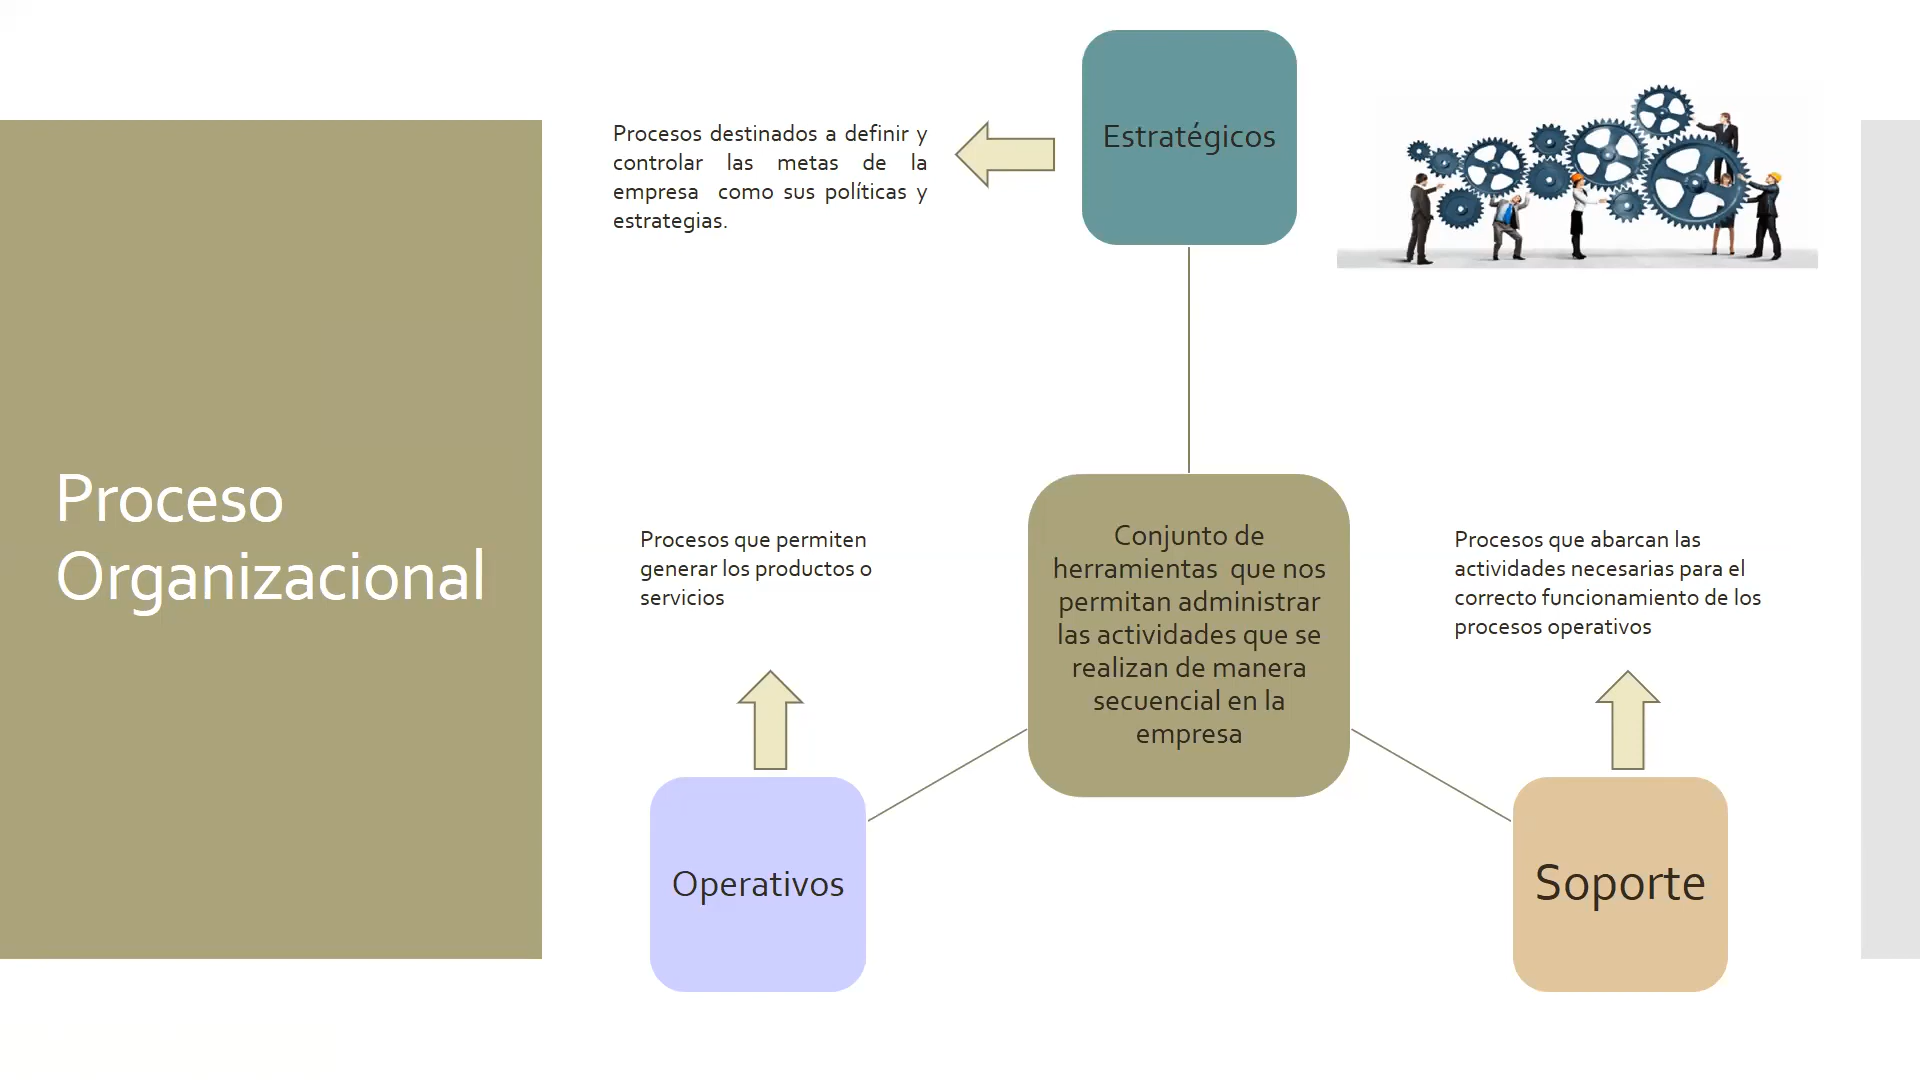 Proceso
Organizacional
Estratégicos
Procesos destinados a definir y
controlar las metas de la
empresa como sus políticas y
estrategias.
Conjunto de
herramientas que nos
permitan administrar
las actividades que se
realizan de manera
secuencial en la
empresa
Procesos que permiten
generar los productos o
servicios
Operativos
Procesos que abarcan las
actividades necesarias para el
correcto funcionamiento de los
procesos operativos
Soporte